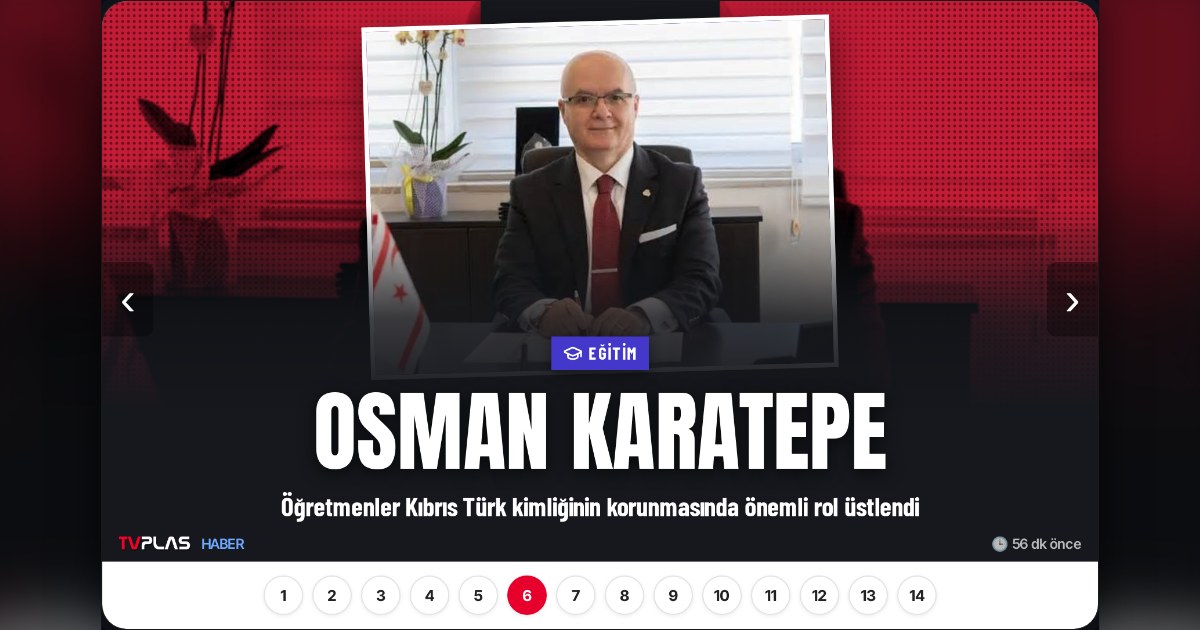 EĞİTİM
OSMAN KARATEPE
Öğretmenler Kıbrıs Türk kimliğinin korunmasında önemli rol üstlendi
TVPLAS HABER
56 dk önce
1 2 3 4 5 6 7 8 9 10 11 12 13 14